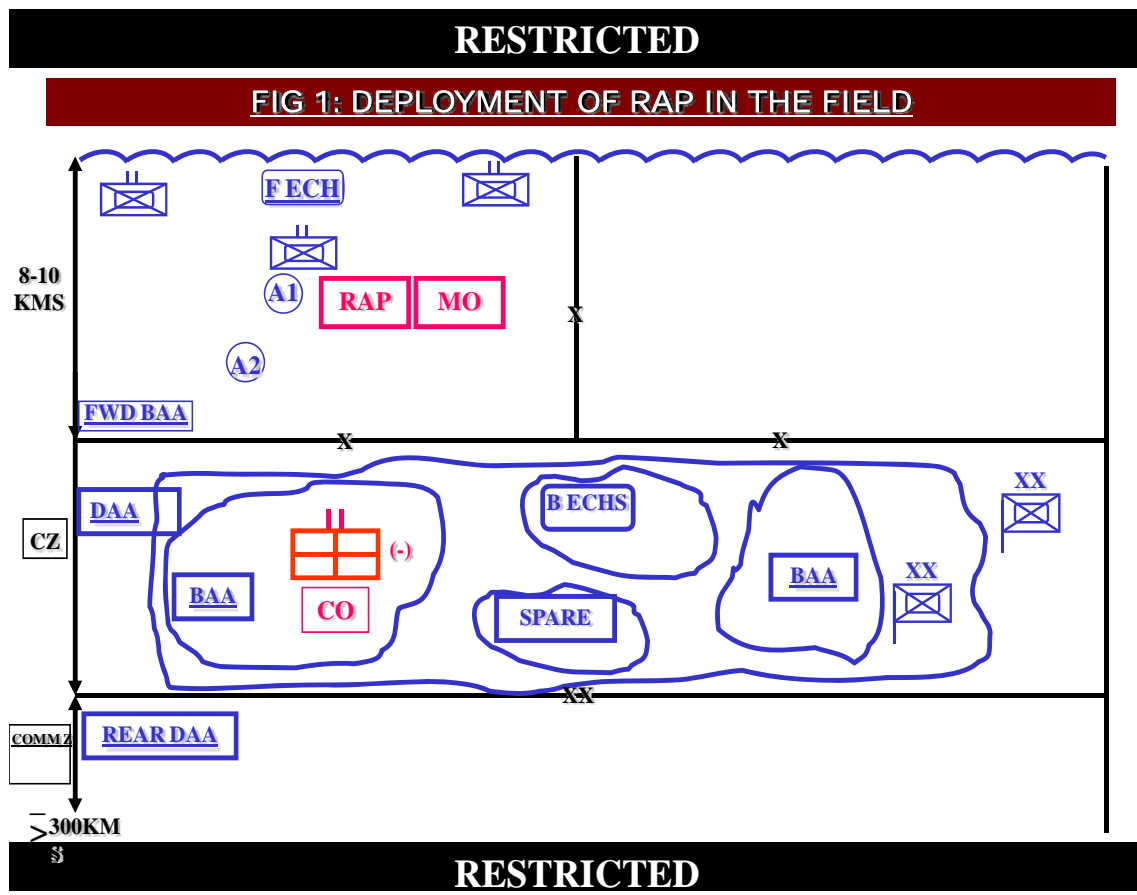 RESTRICTED
FIG 1: DEPLOYMENT OF RAP IN THE FIELD
F ECH
8-10
KMS
A1
RAP
MO
X
A2
FWD BAA
X
X
DAA
B ECHS
XX
CZ
(-)
BAA
BAA
XX
CO
SPARE
XX
COMM Z
REAR DAA
>
300KM
S
RESTRICTED